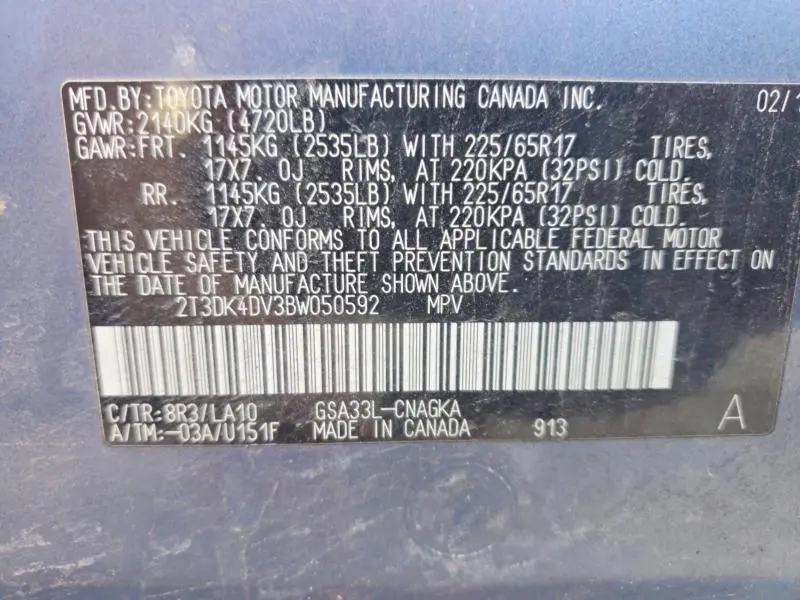 MFD. BY: TOYOTA MOTOR MANUFACTURING CANADA INC. 02/1
GVWR: 2140KG (4720LB)
GAWR: FRT. 1145KG (2535LB) WITH 225/65R17 TIRES,
17X7. 0J RIMS, AT 220KPA (32PSI) COLD.
RR. 1145KG (2535LB) WITH 225/65R17 TIRES,
17X7. 0J RIMS, AT 220KPA (32PSI) COLD.
THIS VEHICLE CONFORMS TO ALL APPLICABLE FEDERAL MOTOR
VEHICLE SAFETY AND THEFT PREVENTION STANDARDS IN EFFECT ON
THE DATE OF MANUFACTURE SHOWN ABOVE.
2T3DK4DV3BW050592 MPV
C/TR: 8R3/LA10 GSA33L-CNAGKA A
A/TM: -03A/U151F MADE IN CANADA 913